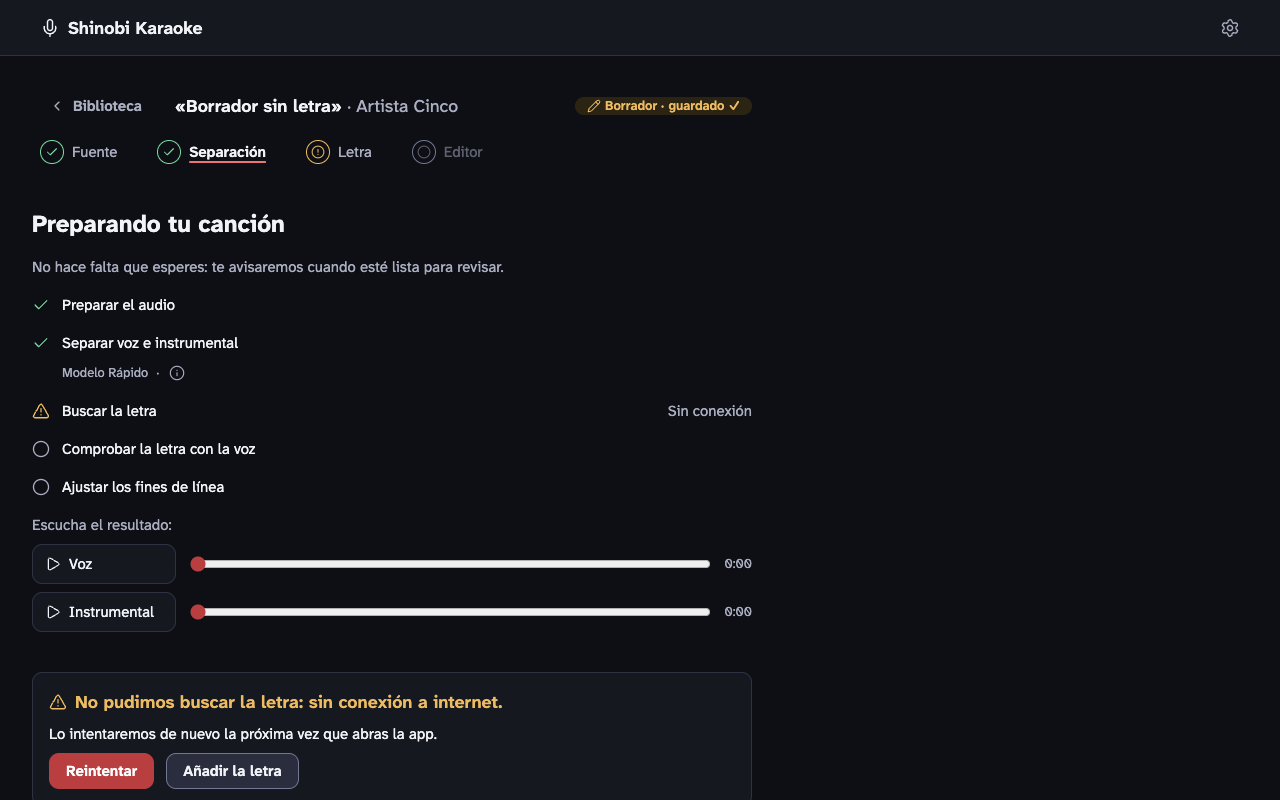 Shinobi Karaoke
Biblioteca «Borrador sin letra» · Artista Cinco Borrador · guardado ✓
Fuente Separación Letra Editor
Preparando tu canción
No hace falta que esperes: te avisaremos cuando esté lista para revisar.
Preparar el audio
Separar voz e instrumental
Modelo Rápido ·
Buscar la letra Sin conexión
Comprobar la letra con la voz
Ajustar los fines de línea
Escucha el resultado:
Voz 0:00
Instrumental 0:00
No pudimos buscar la letra: sin conexión a internet.
Lo intentaremos de nuevo la próxima vez que abras la app.
Reintentar Añadir la letra